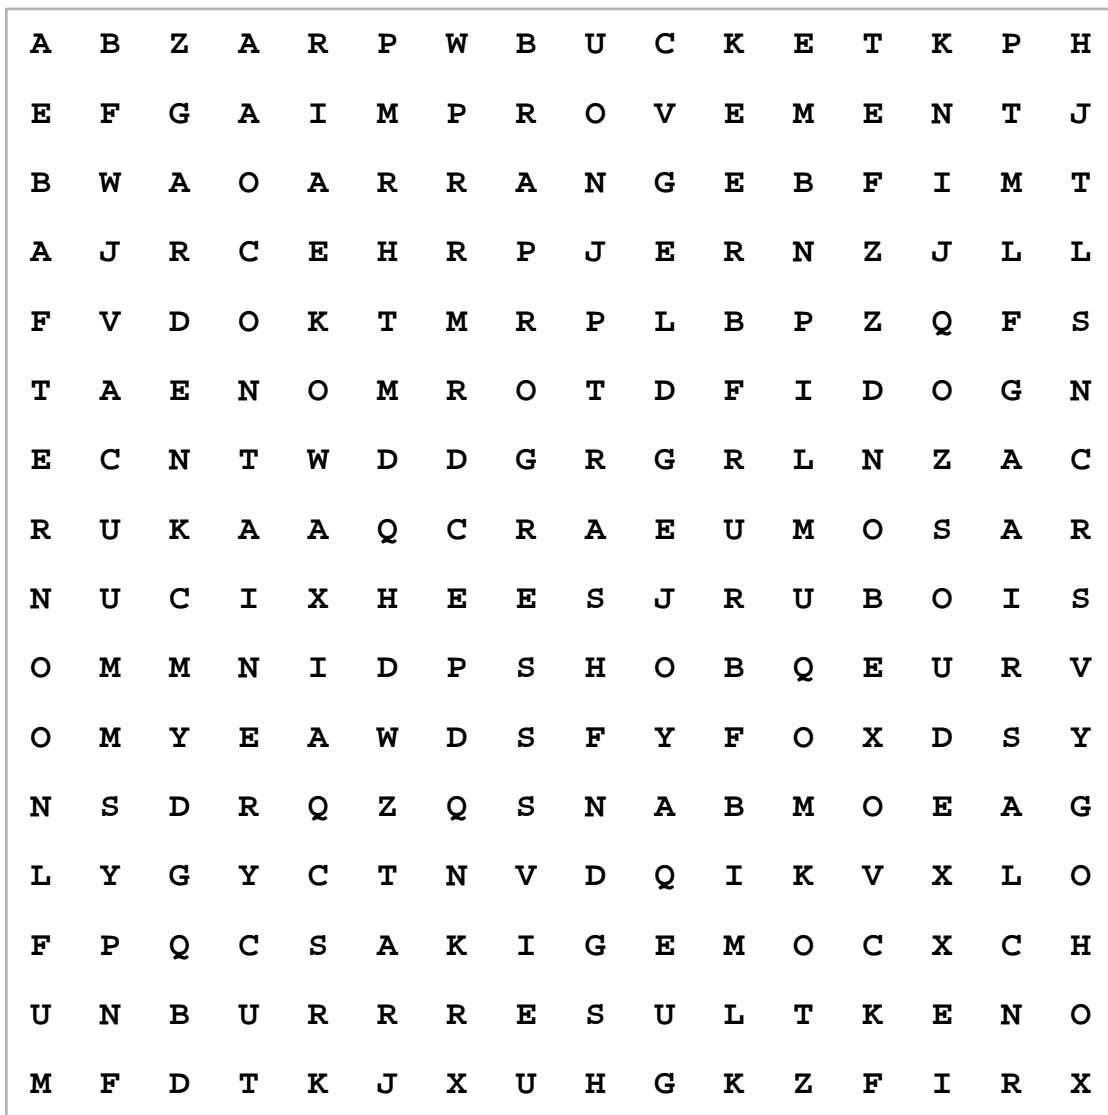 A B Z A R P W B U C K E T K P H
E F G A I M P R O V E M E N T J
B W A O A R R A N G E B F I M T
A J R C E H R P J E R N Z J L L
F V D O K T M R P L B P Z Q F S
T A E N O M R O T D F I D O G N
E C N T W D D G R G R L N Z A C
R U K A A Q C R A E U M O S A R
N U C I X H E E S J R U B O I S
O M M N I D P S H O B Q E U R V
O M Y E A W D S F Y F O X D S Y
N S D R Q Z Q S N A B M O E A G
L Y G Y C T N V D Q I K V X L O
F P Q C S A K I G E M O C X C H
U N B U R R R E S U L T K E N O
M F D T K J X U H G K Z F I R X